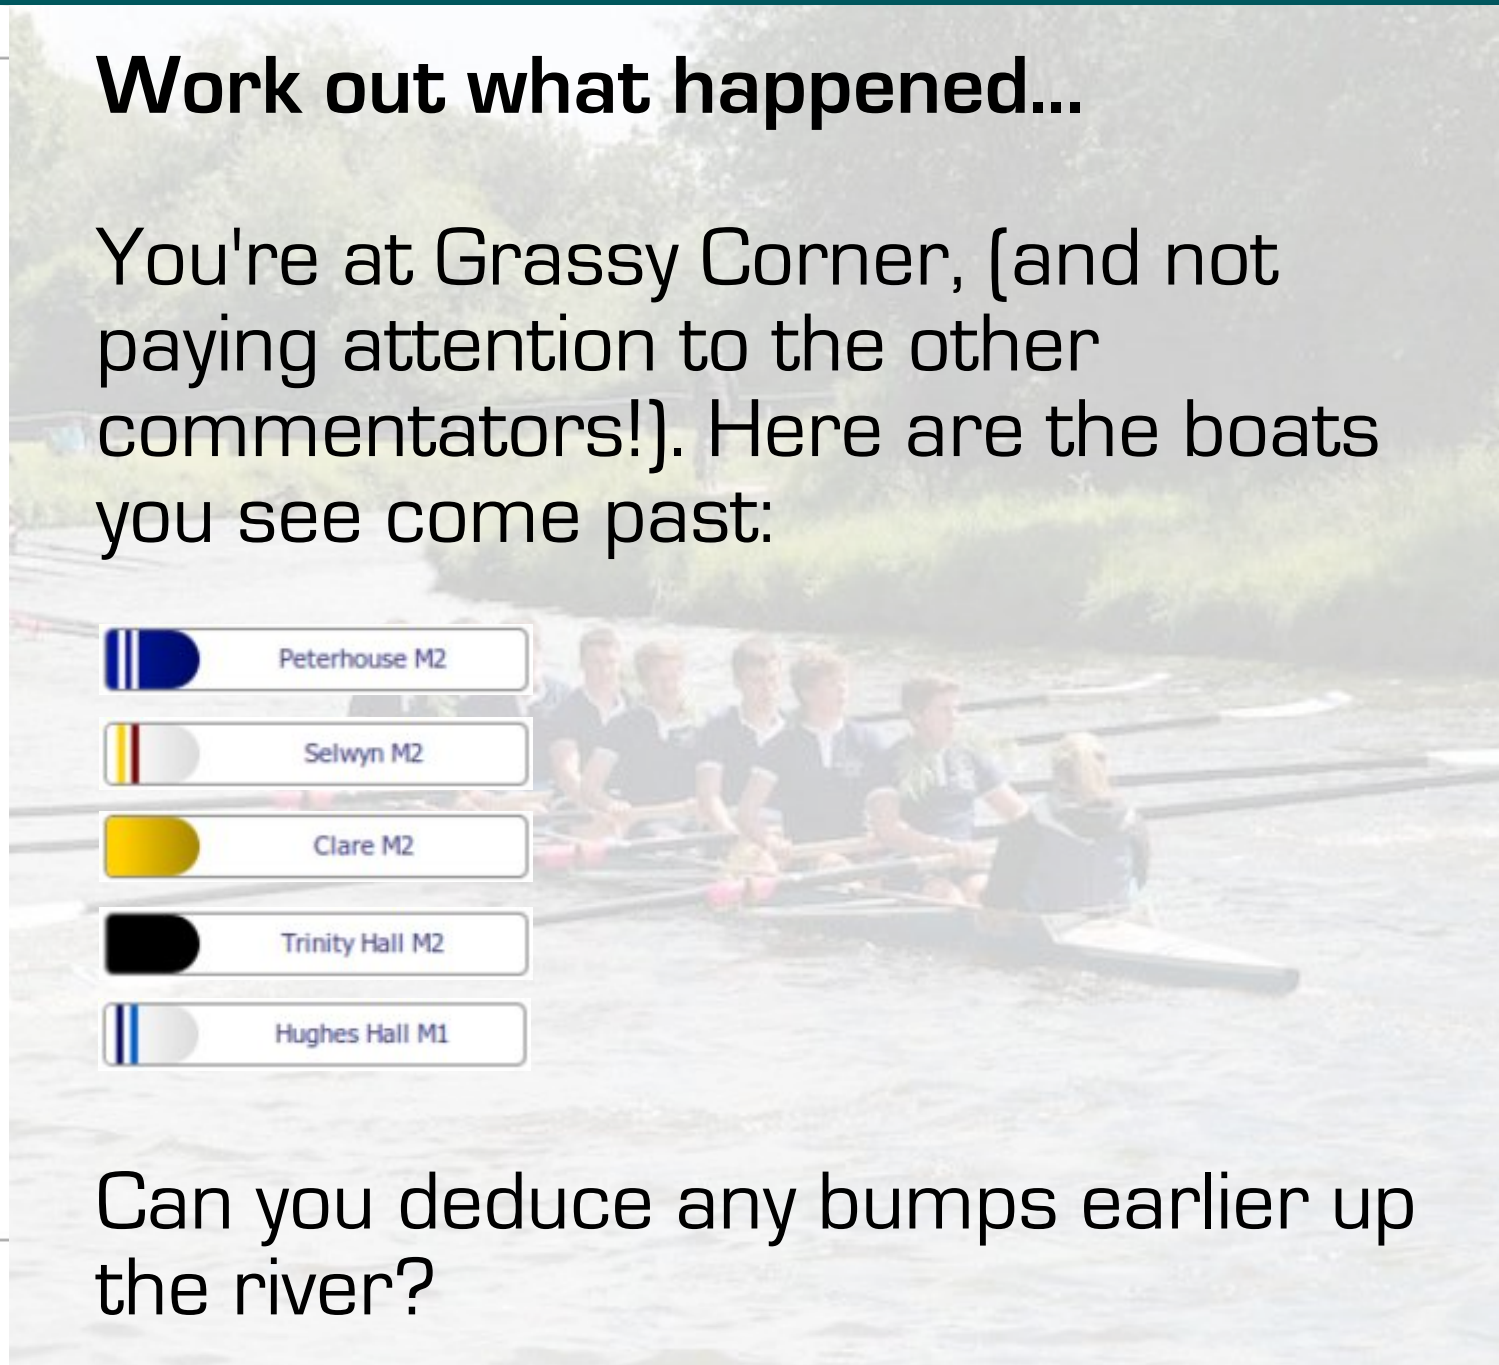 Work out what happened...
You're at Grassy Corner, (and not
paying attention to the other
commentators!). Here are the boats
you see come past:
Peterhouse M2
Selwyn M2
Clare M2
Trinity Hall M2
Hughes Hall M1
Can you deduce any bumps earlier up
the river?